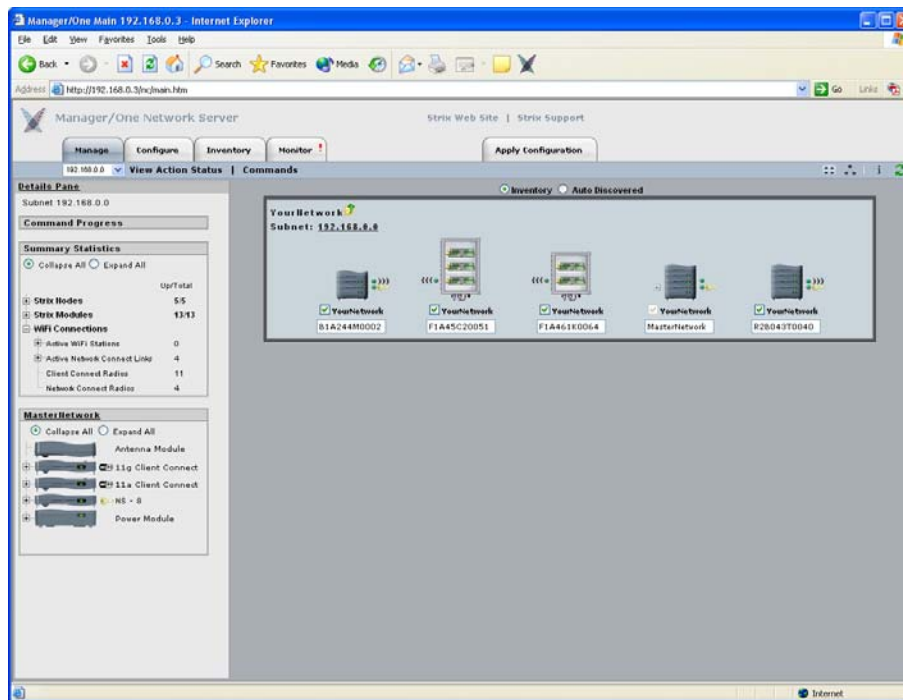 Manager/One Main 192.168.0.3 - Internet Explorer
File Edit View Favorites Tools Help
Back Search Favorites Media
Address http://192.168.0.3/nc/main.htm Go Links
Manager/One Network Server Strix Web Site | Strix Support
Manage Configure Inventory Monitor ! Apply Configuration
192.168.0.0 View Action Status | Commands
Details Pane
Subnet 192.168.0.0
Command Progress
Summary Statistics
Collapse All Expand All
Up/Total
Strix Nodes 5/5
Strix Modules 13/13
WiFi Connections
Active WiFi Stations 0
Active Network Connect Links 4
Client Connect Radios 11
Network Connect Radios 4
MasterNetwork
Collapse All Expand All
Antenna Module
11g Client Connect
11a Client Connect
NS - 8
Power Module
Inventory Auto Discovered
YourNetwork
Subnet: 192.168.0.0
YourNetwork YourNetwork YourNetwork YourNetwork YourNetwork
B1A244M0002 F1A45C20051 F1A461K0064 MasterNetwork R2B043T0040
Internet